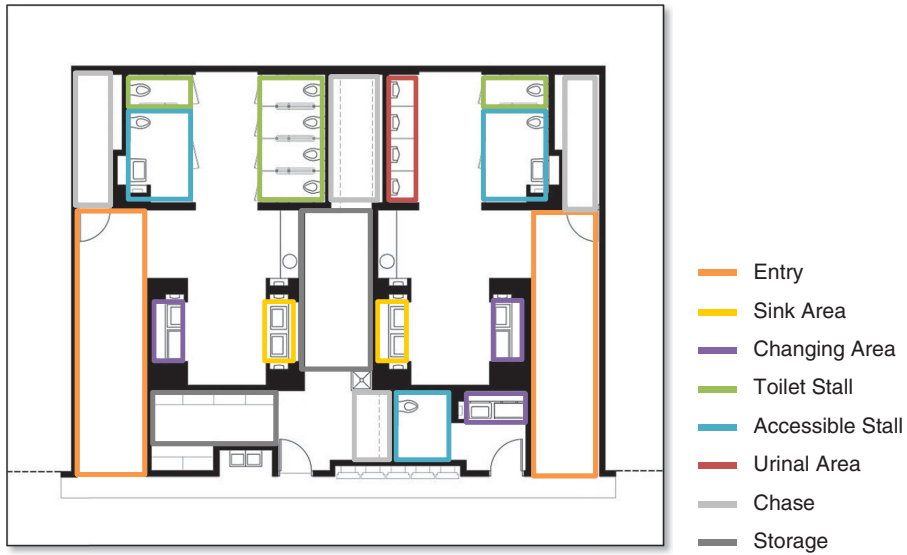 Entry
Sink Area
Changing Area
Toilet Stall
Accessible Stall
Urinal Area
Chase
Storage